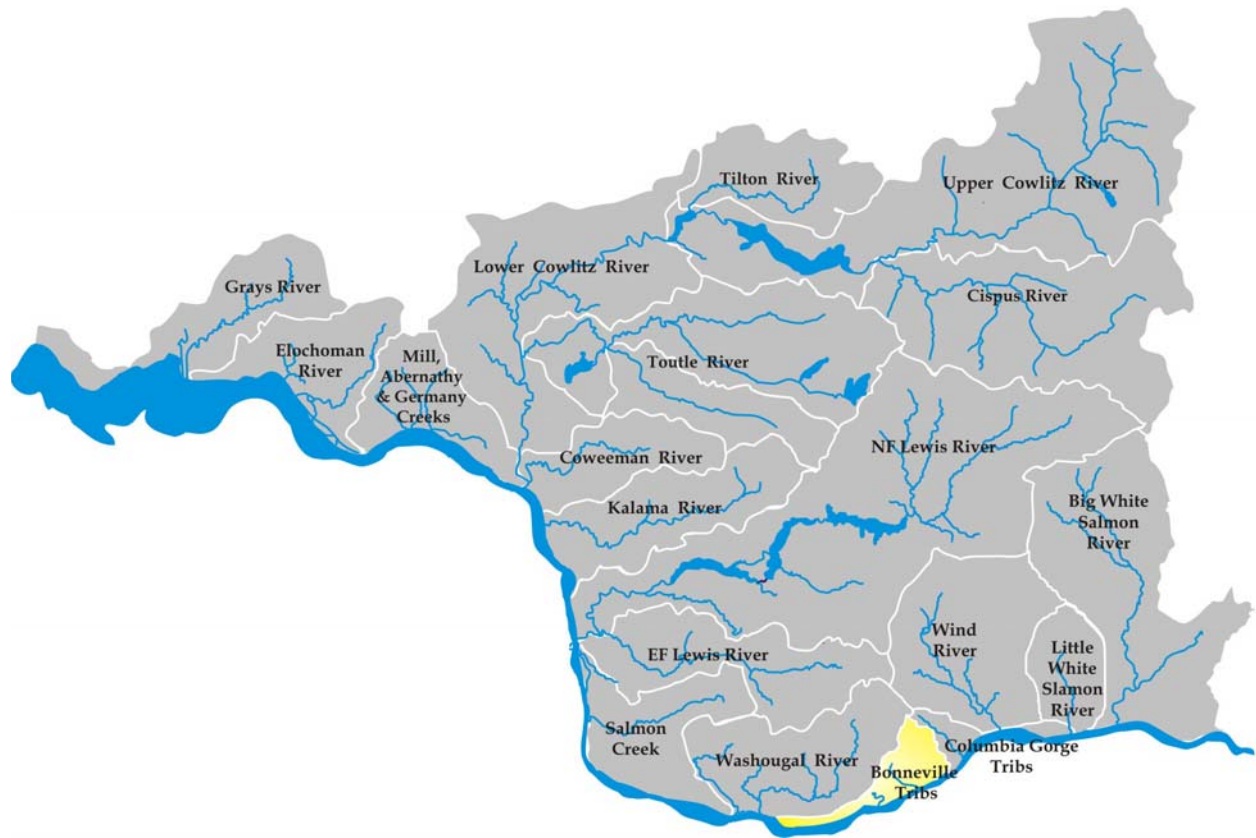 Tilton River
Upper Cowlitz River
Lower Cowlitz River
Grays River
Cispus River
Elochoman
River
Mill,
Abernathy
& Germany
Creeks
Toutle River
NF Lewis River
Coweeman River
Kalama River
Big White
Salmon
River
Wind
River
EF Lewis River
Little
White
Slamon
River
Salmon
Creek
Washougal River
Columbia Gorge
Tribs
Bonneville
Tribs